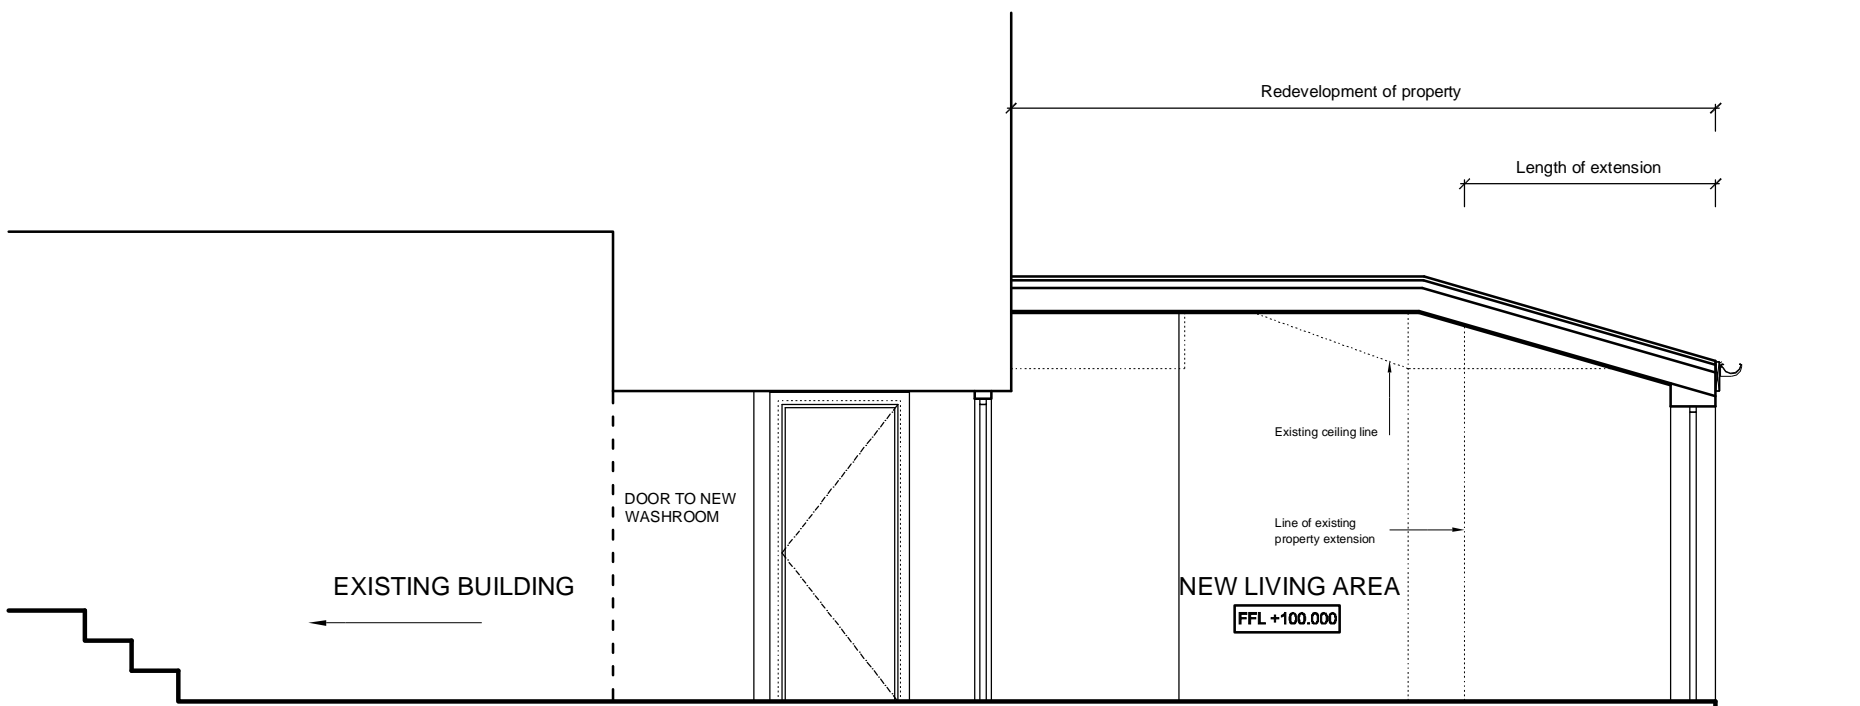 Redevelopment of property
Length of extension
Existing ceiling line
DOOR TO NEW
WASHROOM
Line of existing
property extension
EXISTING BUILDING
NEW LIVING AREA
FFL +100.000